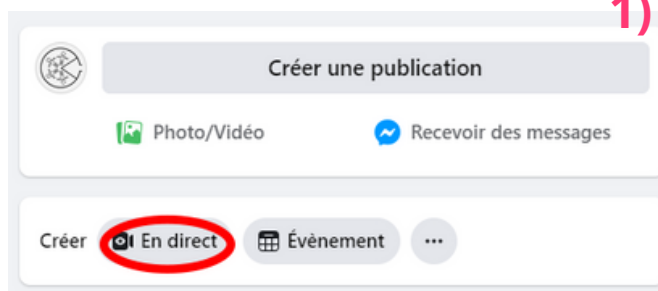 1)
Créer une publication
Photo/Vidéo Recevoir des messages
Créer En direct Évènement ...